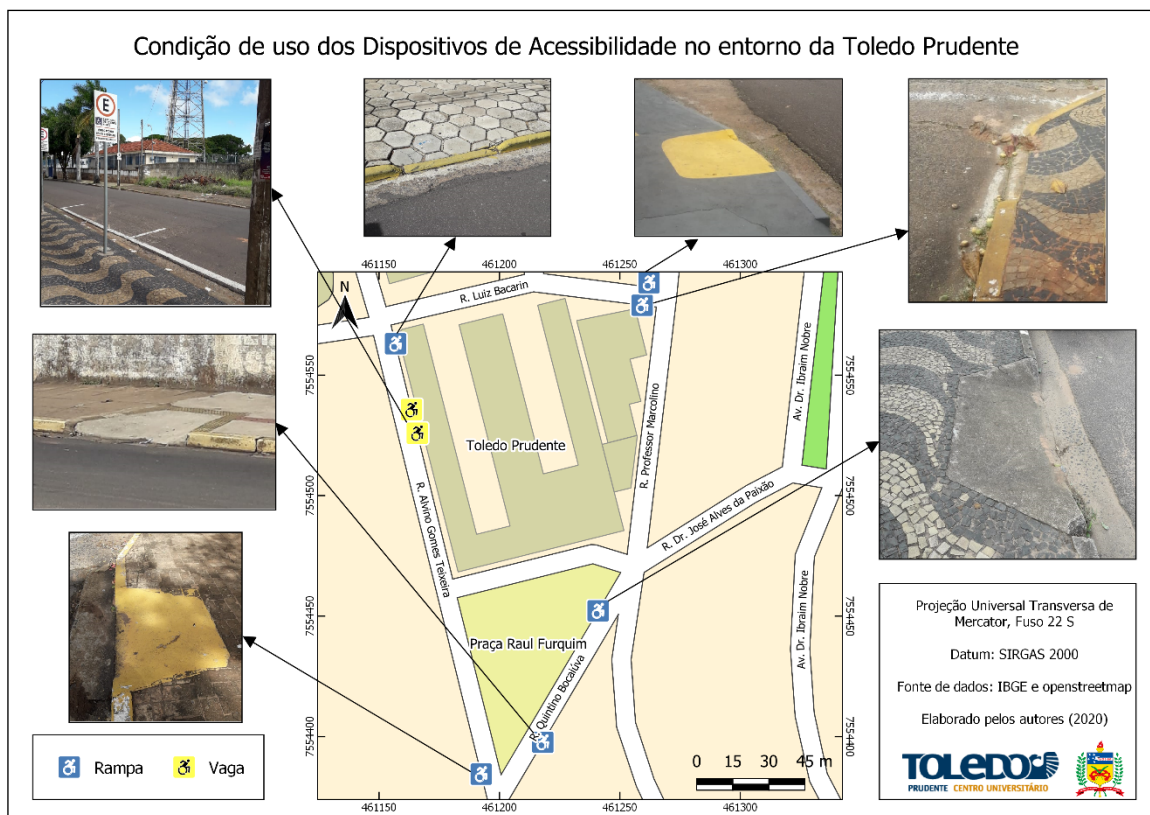 Condição de uso dos Dispositivos de Acessibilidade no entorno da Toledo Prudente
E
461150
461200
461250
461300
N
R. Luiz Bacarin
7554550
7554550
Av. Dr. Ibraim Nobre
R. Professor Marcolino
Toledo Prudente
7554500
7554500
R. Alvino Gomes Teixeira
R. Dr. José Alves da Paixão
7554450
7554450
Praça Raul Furquim
R. Quintino Bocaiúva
Av. Dr. Ibraim Nobre
7554400
7554400
0 15 30 45 m
461150
461200
461250
461300
Rampa
Vaga
Projeção Universal Transversa de
Mercator, Fuso 22 S
Datum: SIRGAS 2000
Fonte de dados: IBGE e openstreetmap
Elaborado pelos autores (2020)
TOLEDO
PRUDENTE CENTRO UNIVERSITÁRIO